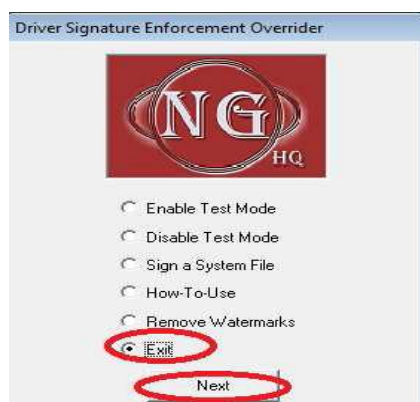 Driver Signature Enforcement Overrider
NG
HQ
Enable Test Mode
Disable Test Mode
Sign a System File
How-To-Use
Remove Watermarks
Exit
Next